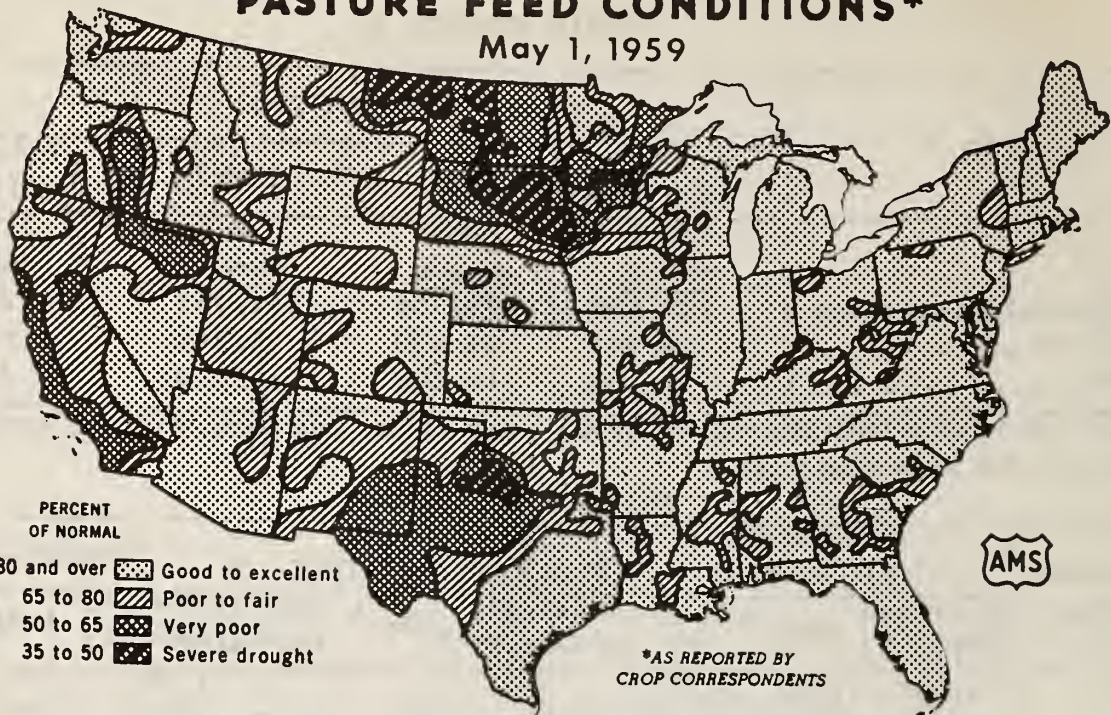 PASTURE FEED CONDITIONS*
May 1, 1959
PERCENT
OF NORMAL
80 and over Good to excellent
65 to 80 Poor to fair
50 to 65 Very poor
35 to 50 Severe drought
*AS REPORTED BY
CROP CORRESPONDENTS
AMS